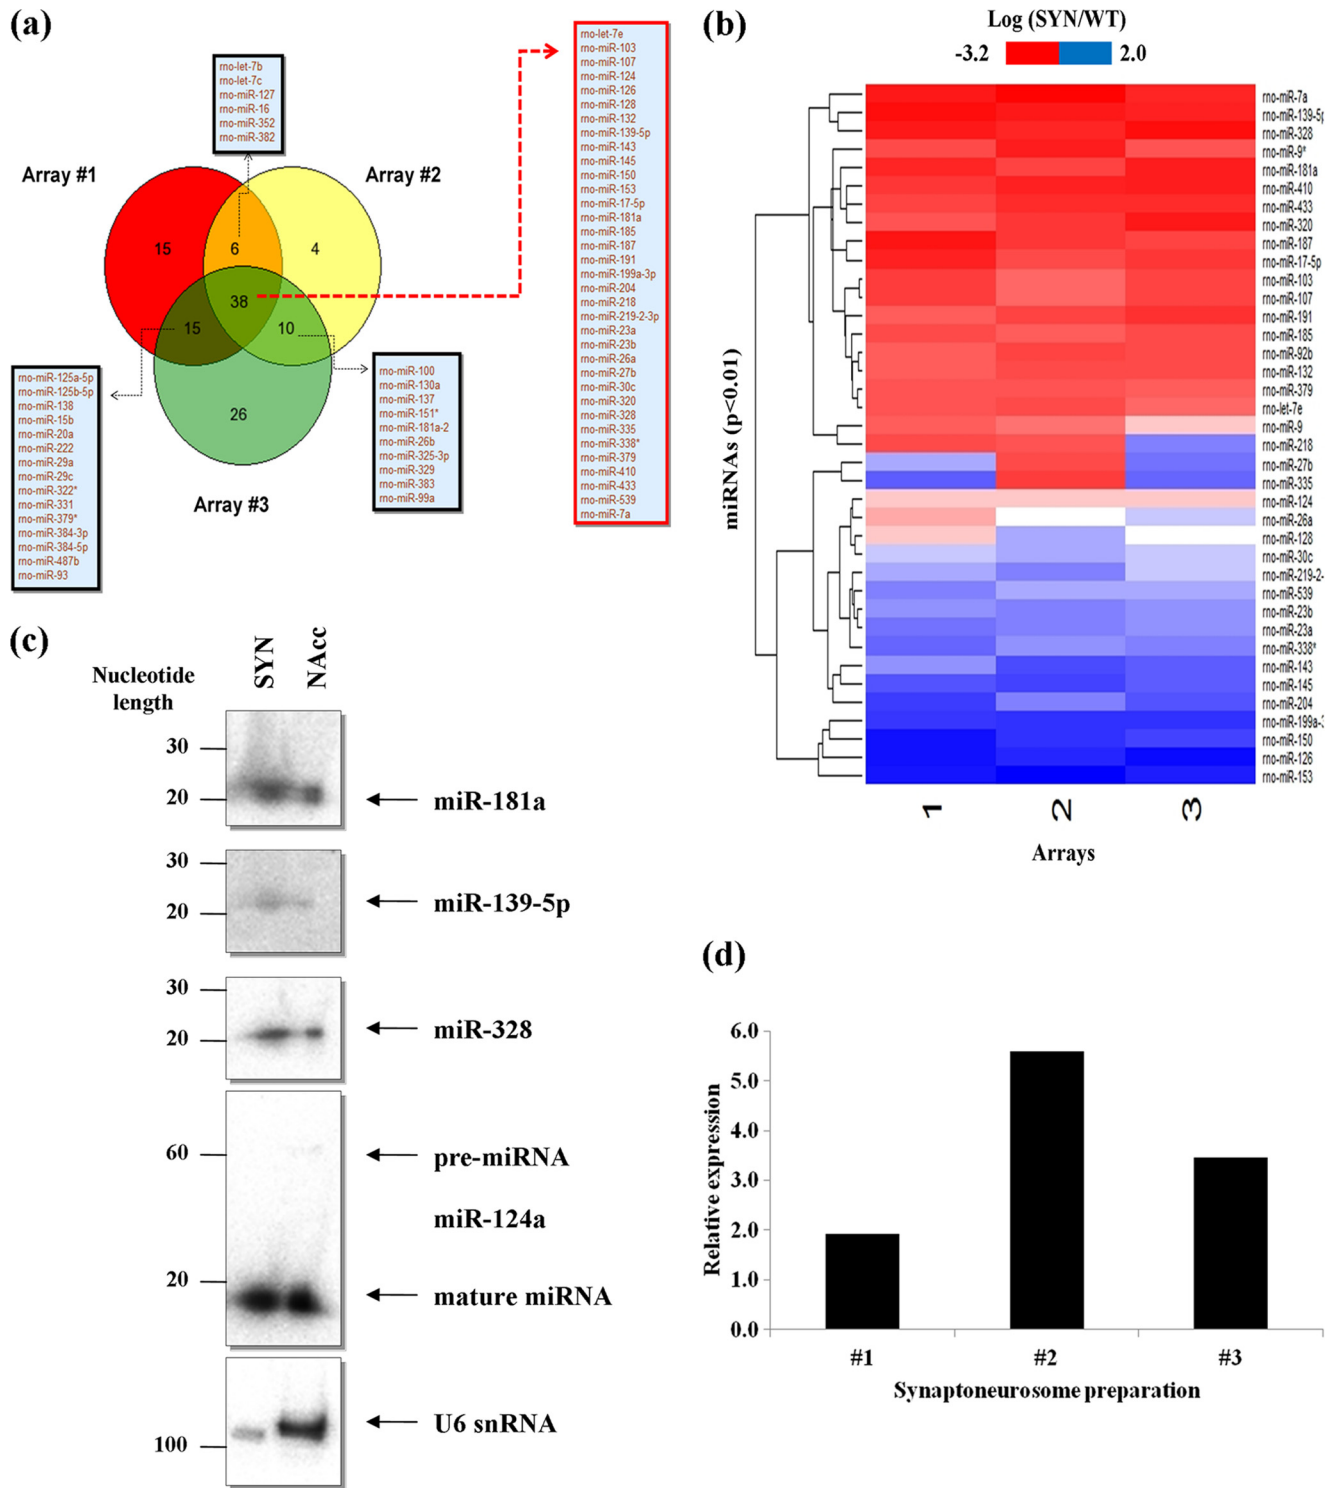 (a)
rno-let-7b
rno-let-7c
rno-miR-127
rno-miR-16
rno-miR-352
rno-miR-382
Array #1
Array #2
15
6
4
38
15
10
26
Array #3
rno-miR-125a-5p
rno-miR-125b-5p
rno-miR-138
rno-miR-15b
rno-miR-20a
rno-miR-222
rno-miR-29a
rno-miR-29c
rno-miR-322*
rno-miR-331
rno-miR-379*
rno-miR-384-3p
rno-miR-384-5p
rno-miR-487b
rno-miR-93
rno-miR-100
rno-miR-130a
rno-miR-137
rno-miR-151*
rno-miR-181a-2
rno-miR-26b
rno-miR-325-3p
rno-miR-329
rno-miR-383
rno-miR-99a
rno-let-7e
rno-miR-103
rno-miR-107
rno-miR-124
rno-miR-126
rno-miR-128
rno-miR-132
rno-miR-139-5p
rno-miR-143
rno-miR-145
rno-miR-150
rno-miR-153
rno-miR-17-5p
rno-miR-181a
rno-miR-185
rno-miR-187
rno-miR-191
rno-miR-199a-3p
rno-miR-204
rno-miR-218
rno-miR-219-2-3p
rno-miR-23a
rno-miR-23b
rno-miR-26a
rno-miR-27b
rno-miR-30c
rno-miR-320
rno-miR-328
rno-miR-335
rno-miR-338*
rno-miR-379
rno-miR-410
rno-miR-433
rno-miR-539
rno-miR-7a
(b)
Log (SYN/WT)
-3.2
2.0
miRNAs (p<0.01)
rno-miR-7a
rno-miR-139-5p
rno-miR-328
rno-miR-9*
rno-miR-181a
rno-miR-410
rno-miR-433
rno-miR-320
rno-miR-187
rno-miR-17-5p
rno-miR-103
rno-miR-107
rno-miR-191
rno-miR-185
rno-miR-92b
rno-miR-132
rno-miR-379
rno-let-7e
rno-miR-9
rno-miR-218
rno-miR-27b
rno-miR-335
rno-miR-124
rno-miR-26a
rno-miR-128
rno-miR-30c
rno-miR-219-2-
rno-miR-539
rno-miR-23b
rno-miR-23a
rno-miR-338*
rno-miR-143
rno-miR-145
rno-miR-204
rno-miR-199a-3
rno-miR-150
rno-miR-126
rno-miR-153
1 2 3
Arrays
(c)
Nucleotide
length
SYN
NAcc
30
20
miR-181a
30
20
miR-139-5p
30
20
miR-328
60
pre-miRNA
miR-124a
20
mature miRNA
U6 snRNA
100
(d)
Relative expression
6.0
5.0
4.0
3.0
2.0
1.0
0.0
#1 #2 #3
Synaptoneurosome preparation